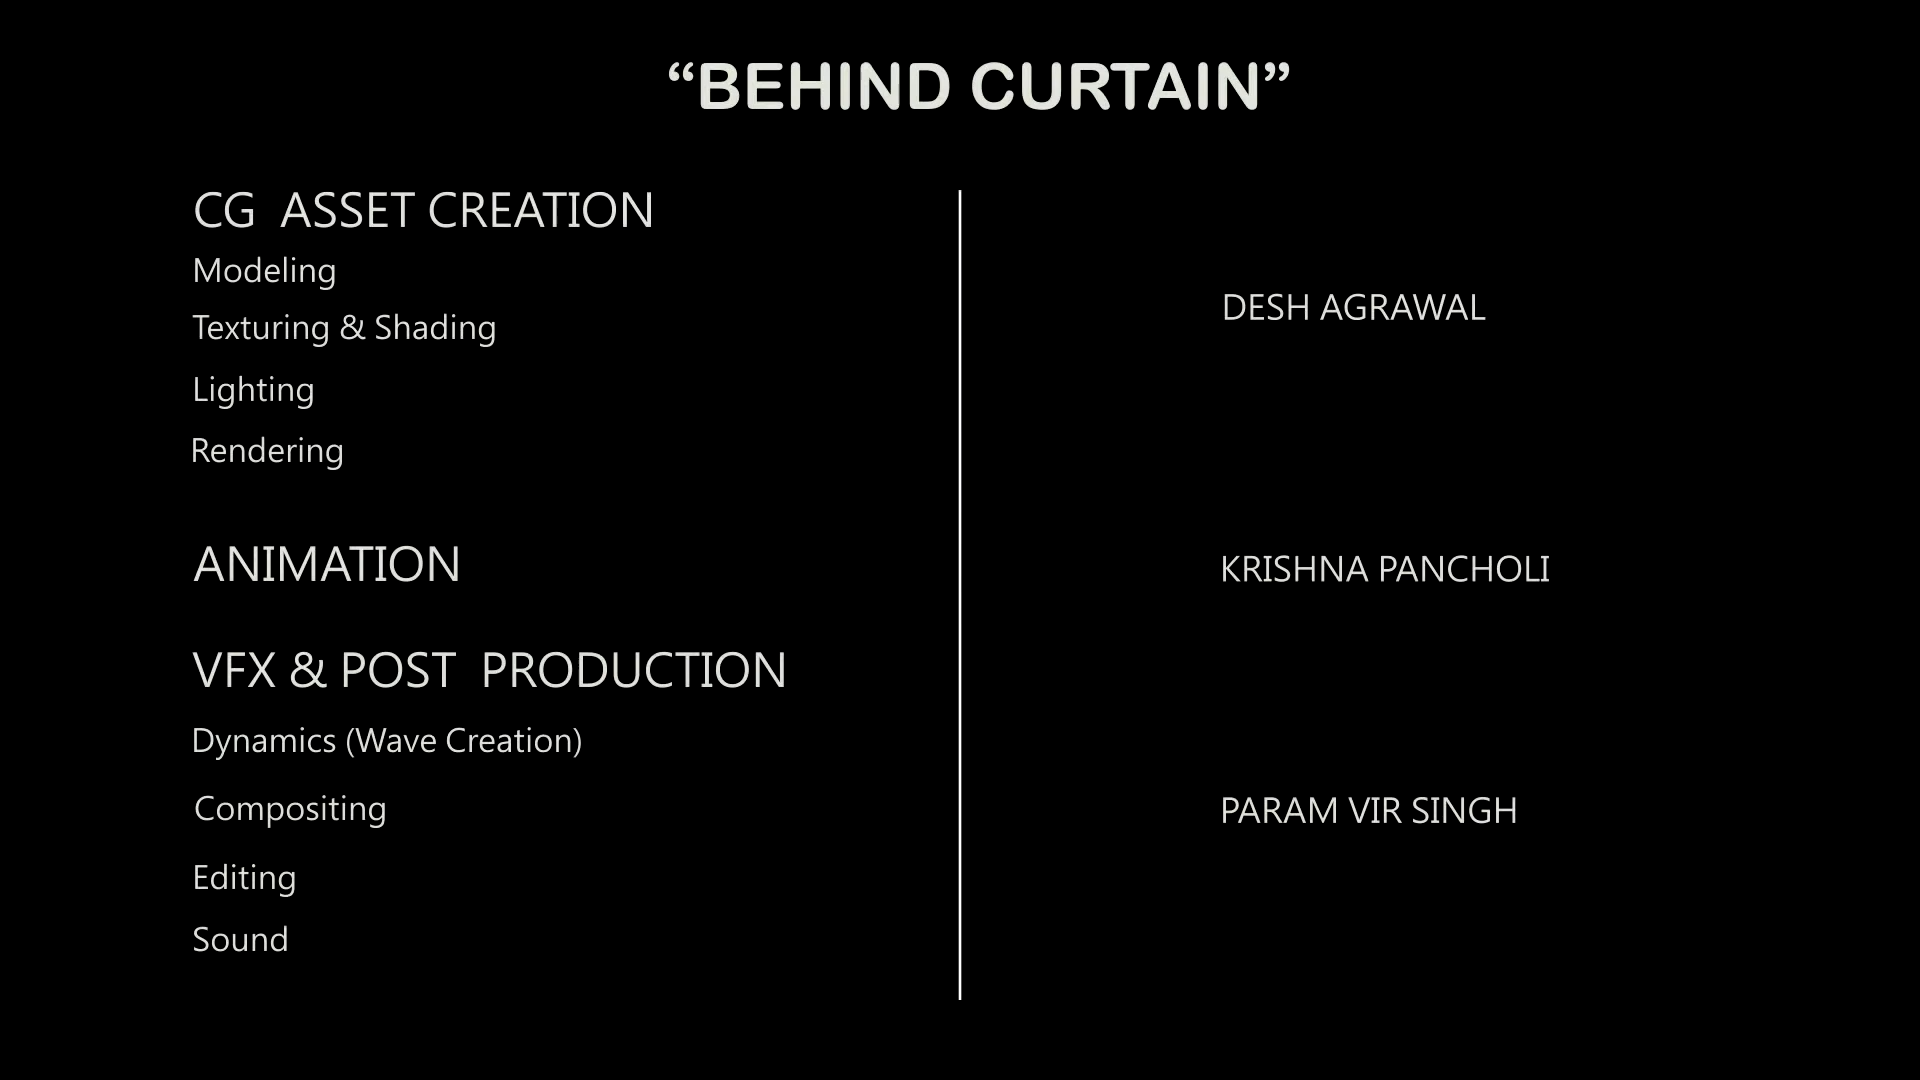 “BEHIND CURTAIN”
CG ASSET CREATION
Modeling
Texturing & Shading
Lighting
Rendering
DESH AGRAWAL
ANIMATION
KRISHNA PANCHOLI
VFX & POST PRODUCTION
Dynamics (Wave Creation)
Compositing
Editing
Sound
PARAM VIR SINGH